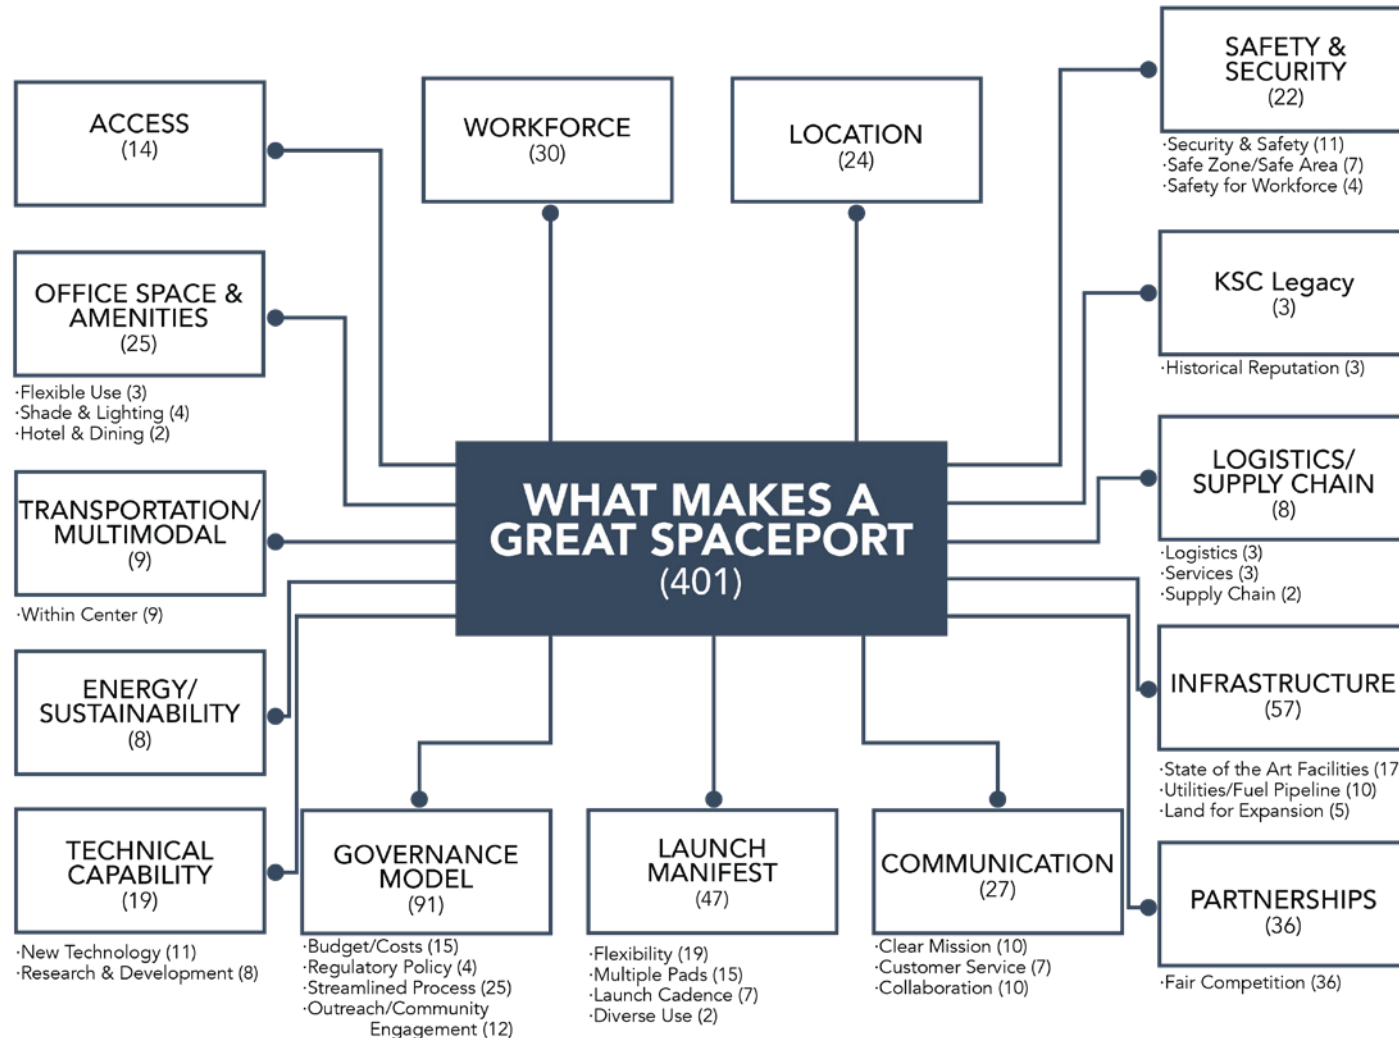 ACCESS
(14)
WORKFORCE
(30)
LOCATION
(24)
SAFETY &
SECURITY
(22)
·Security & Safety (11)
·Safe Zone/Safe Area (7)
·Safety for Workforce (4)
OFFICE SPACE &
AMENITIES
(25)
·Flexible Use (3)
·Shade & Lighting (4)
·Hotel & Dining (2)
KSC Legacy
(3)
·Historical Reputation (3)
TRANSPORTATION/
MULTIMODAL
(9)
·Within Center (9)
WHAT MAKES A
GREAT SPACEPORT
(401)
LOGISTICS/
SUPPLY CHAIN
(8)
·Logistics (3)
·Services (3)
·Supply Chain (2)
ENERGY/
SUSTAINABILITY
(8)
INFRASTRUCTURE
(57)
·State of the Art Facilities (17
·Utilities/Fuel Pipeline (10)
·Land for Expansion (5)
TECHNICAL
CAPABILITY
(19)
·New Technology (11)
·Research & Development (8)
GOVERNANCE
MODEL
(91)
·Budget/Costs (15)
·Regulatory Policy (4)
·Streamlined Process (25)
·Outreach/Community
Engagement (12)
LAUNCH
MANIFEST
(47)
·Flexibility (19)
·Multiple Pads (15)
·Launch Cadence (7)
·Diverse Use (2)
COMMUNICATION
(27)
·Clear Mission (10)
·Customer Service (7)
·Collaboration (10)
PARTNERSHIPS
(36)
·Fair Competition (36)